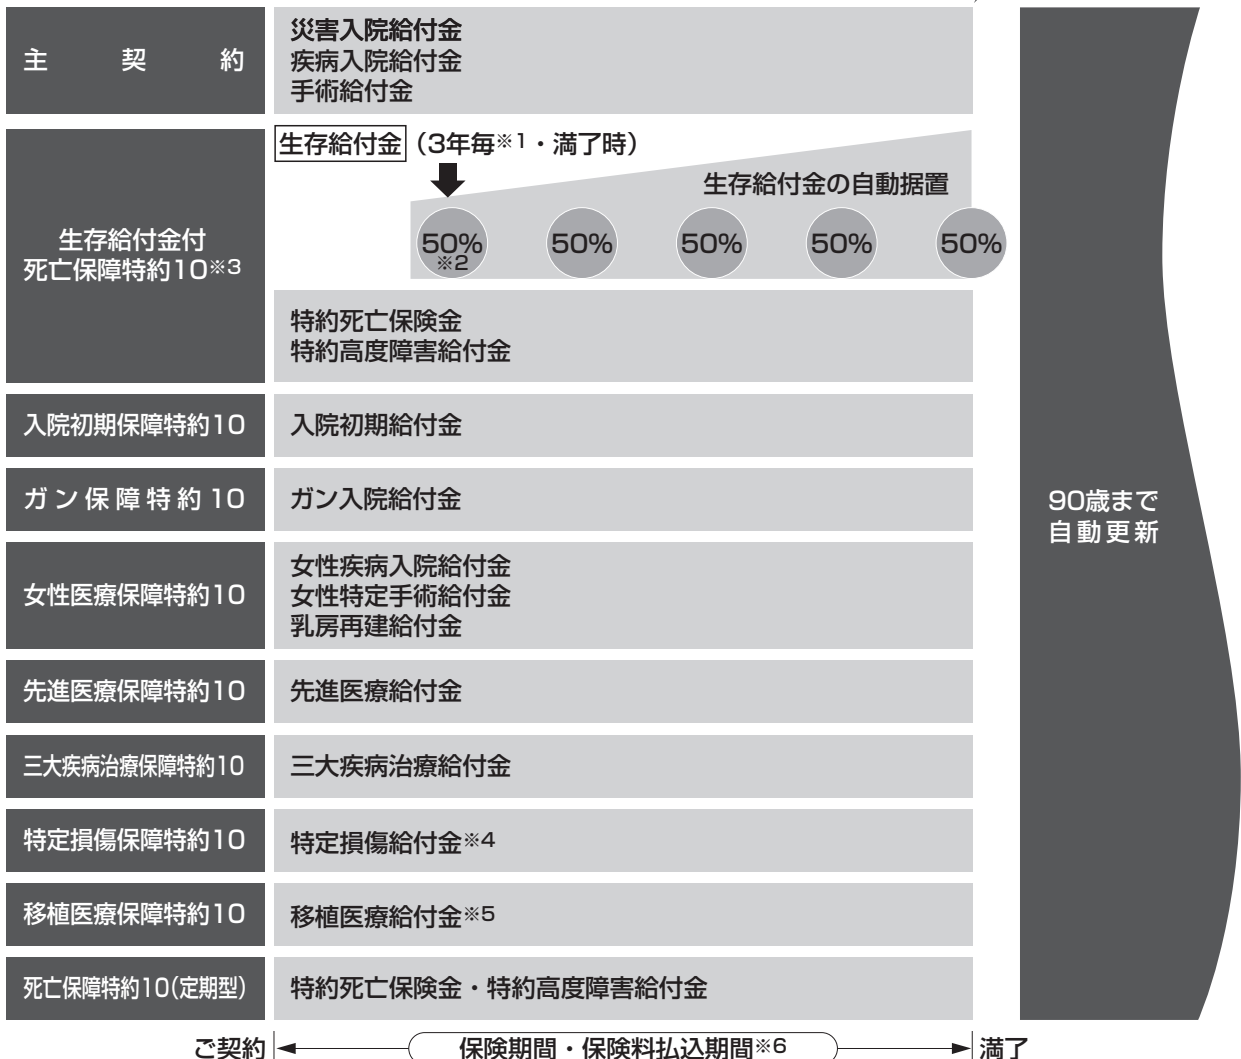 主契約
災害入院給付金
疾病入院給付金
手術給付金
生存給付金付
死亡保障特約10※3
生存給付金（3年毎※1・満了時）
生存給付金の自動据置
50%
※2
50%
50%
50%
50%
特約死亡保険金
特約高度障害給付金
入院初期保障特約10
入院初期給付金
ガン保障特約10
ガン入院給付金
女性医療保障特約10
女性疾病入院給付金
女性特定手術給付金
乳房再建給付金
先進医療保障特約10
先進医療給付金
三大疾病治療保障特約10
三大疾病治療給付金
特定損傷保障特約10
特定損傷給付金※4
移植医療保障特約10
移植医療給付金※5
死亡保障特約10(定期型)
特約死亡保険金・特約高度障害給付金
90歳まで
自動更新
ご契約
保険期間・保険料払込期間※6
満了